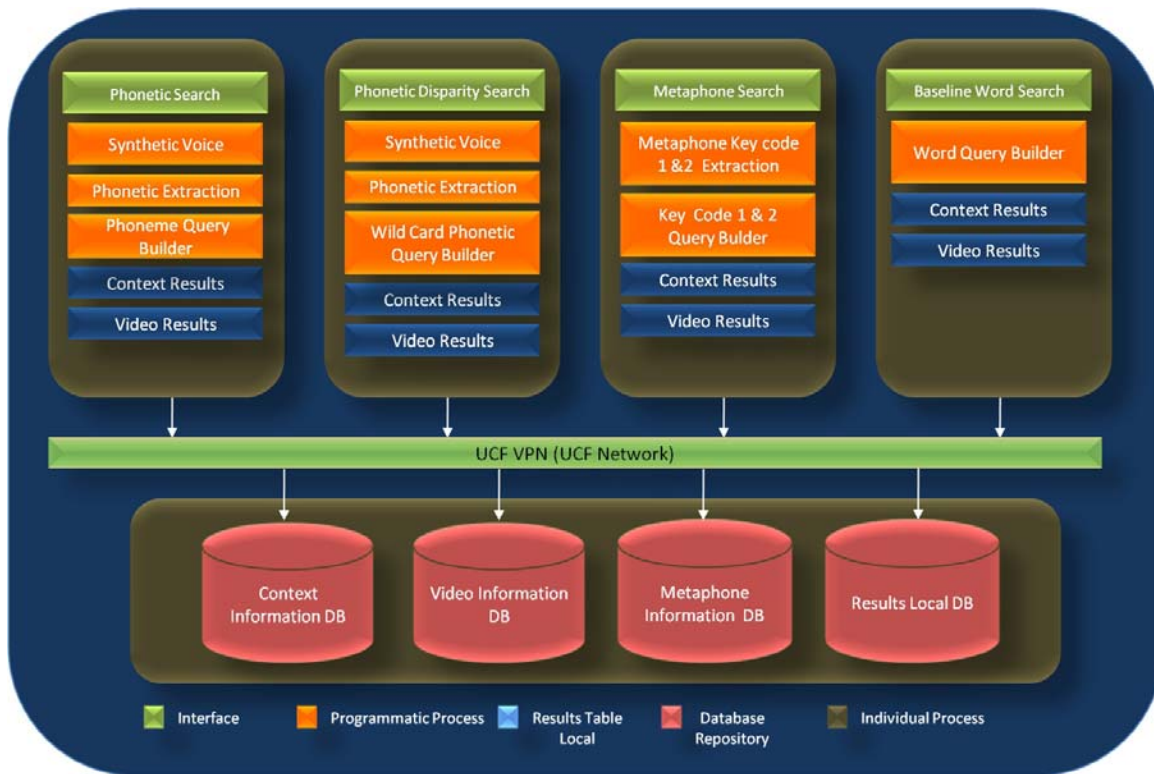 Phonetic Search
Synthetic Voice
Phonetic Extraction
Phoneme Query
Builder
Context Results
Video Results
Phonetic Disparity Search
Synthetic Voice
Phonetic Extraction
Wild Card Phonetic
Query Builder
Context Results
Video Results
Metaphone Search
Metaphone Key code
1 &2 Extraction
Key Code 1 & 2
Query Bulder
Context Results
Video Results
Baseline Word Search
Word Query Builder
Context Results
Video Results
UCF VPN (UCF Network)
Context
Information DB
Video Information
DB
Metaphone
Information DB
Results Local DB
Interface
Programmatic Process
Results Table
Local
Database
Repository
Individual Process